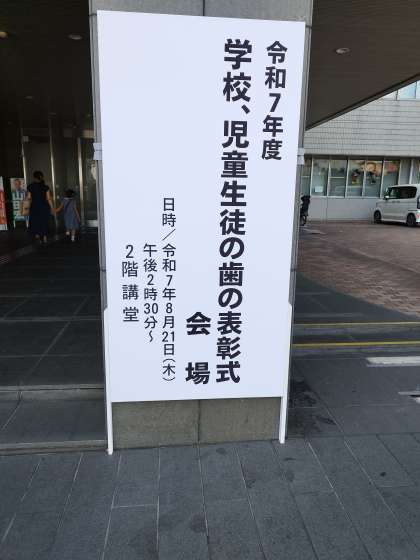 令和7年度
学校、児童生徒の歯の表彰式
会場
日時／令和7年8月21日(木)
午後2時30分～
2階講堂